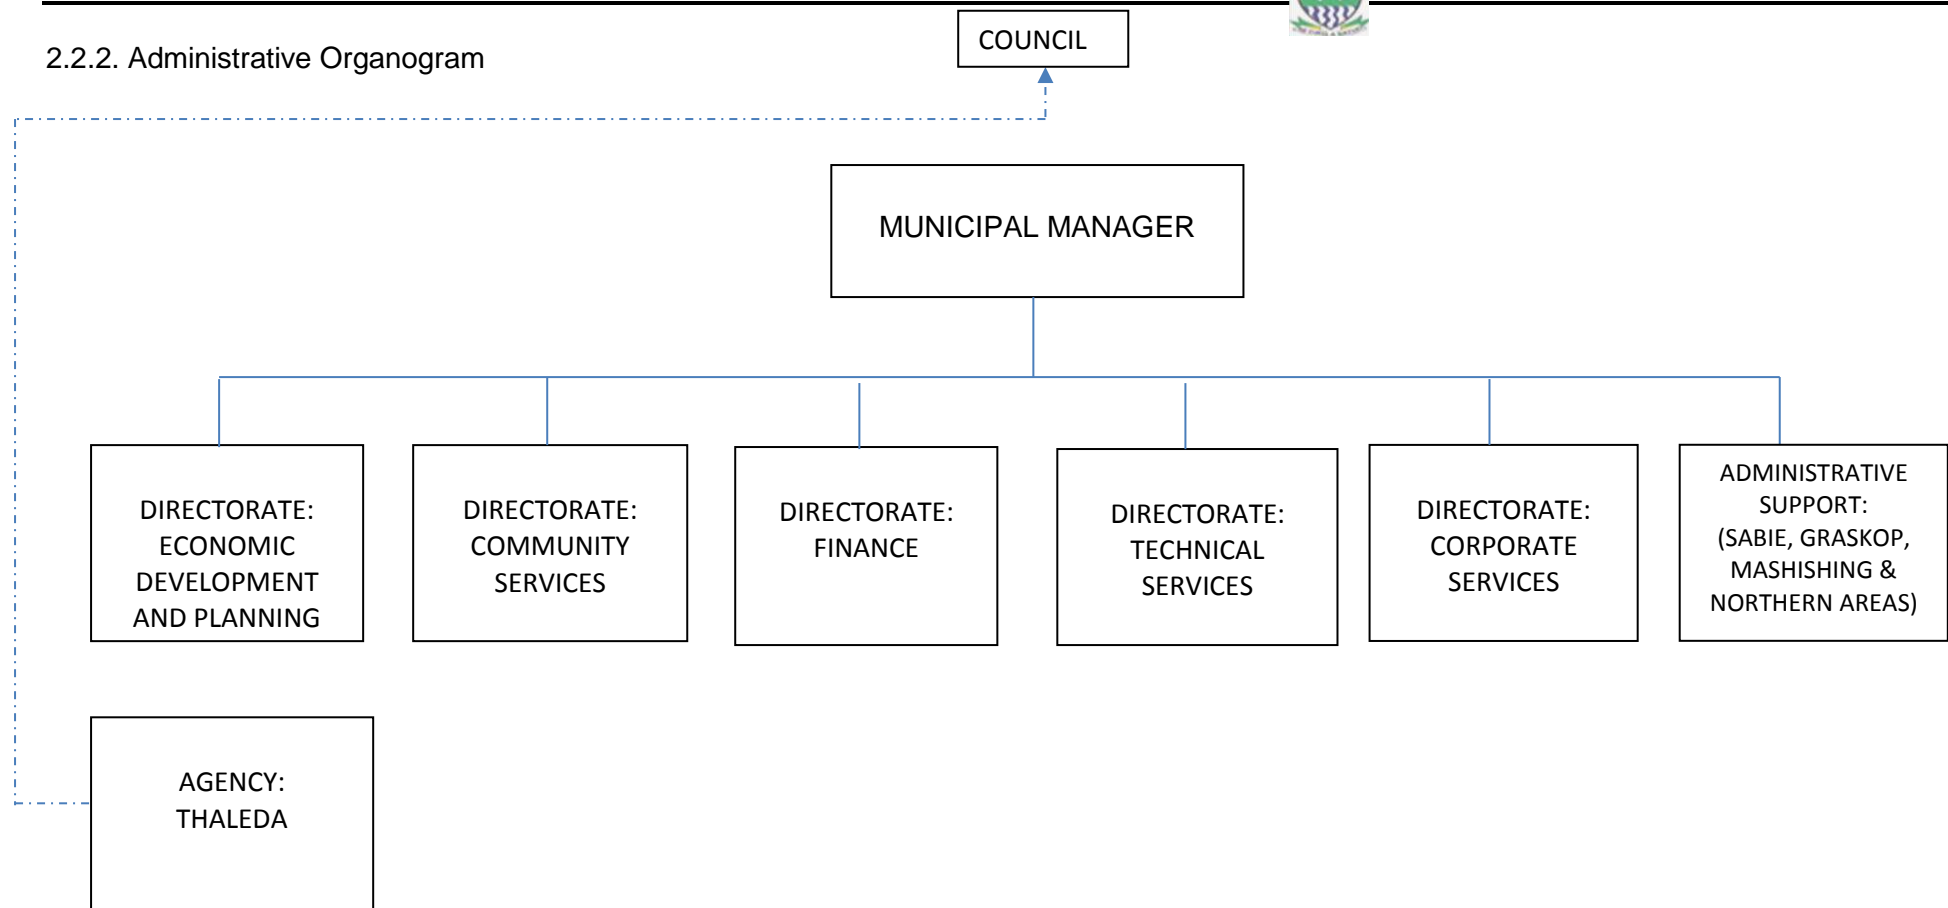 2.2.2. Administrative Organogram
COUNCIL
MUNICIPAL MANAGER
DIRECTORATE:
ECONOMIC
DEVELOPMENT
AND PLANNING
DIRECTORATE:
COMMUNITY
SERVICES
DIRECTORATE:
FINANCE
DIRECTORATE:
TECHNICAL
SERVICES
DIRECTORATE:
CORPORATE
SERVICES
ADMINISTRATIVE
SUPPORT:
(SABIE, GRASKOP,
MASHISHING &
NORTHERN AREAS)
AGENCY:
THALEDA